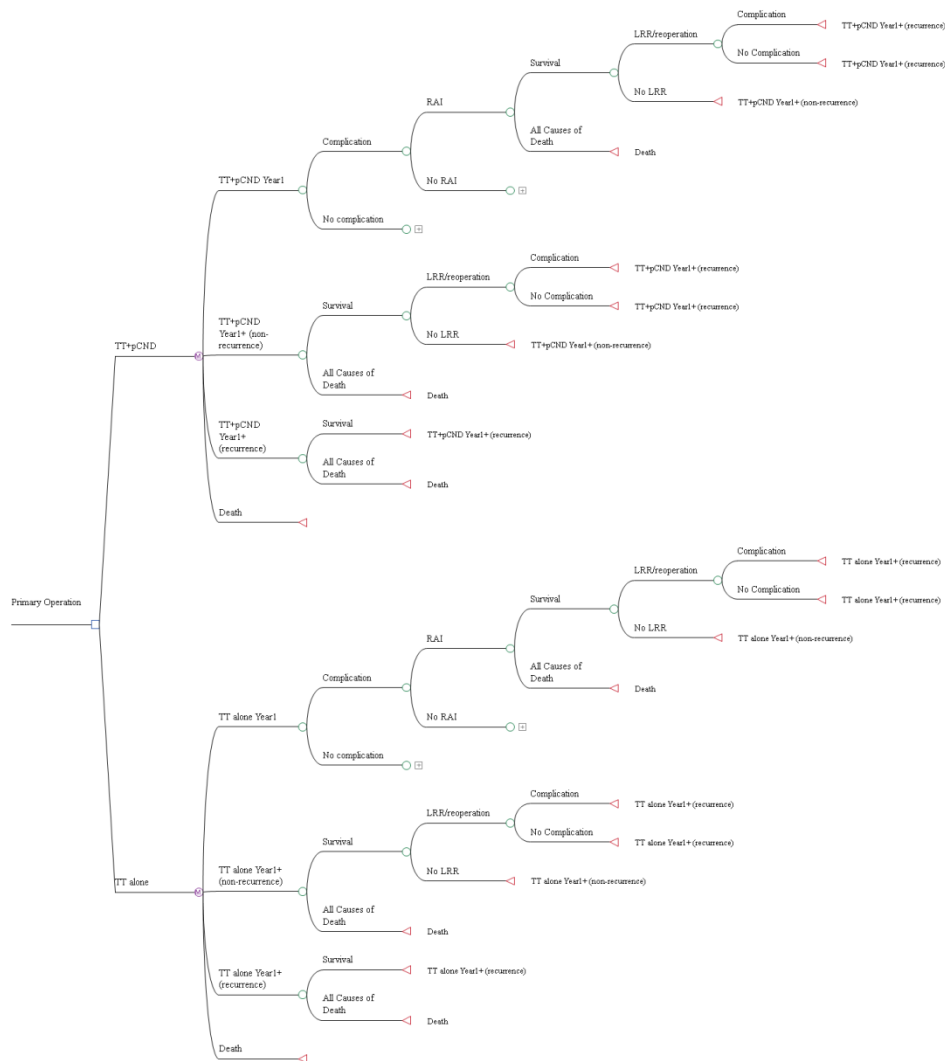 Complication
TT+pCND Year1+ (recurrence)
LRR/reoperation
No Complication
TT+pCND Year1+ (recurrence)
Survival
No LRR
TT+pCND Year1+ (non-recurrence)
RAI
All Causes of
Death
Death
Complication
No RAI
TT+pCND Year1
No complication
Complication
TT+pCND Year1+ (recurrence)
LRR/reoperation
No Complication
TT+pCND Year1+ (recurrence)
Survival
TT+pCND
Year1+ (non-
recurrence)
No LRR
TT+pCND Year1+ (non-recurrence)
TT+pCND
All Causes of
Death
Death
TT+pCND
Year1+
(recurrence)
Survival
TT+pCND Year1+ (recurrence)
All Causes of
Death
Death
Death
Primary Operation
Complication
TT alone Year1+ (recurrence)
LRR/reoperation
No Complication
TT alone Year1+ (recurrence)
Survival
No LRR
TT alone Year1+ (non-recurrence)
RAI
All Causes of
Death
Death
Complication
No RAI
TT alone Year1
No complication
Complication
TT alone Year1+ (recurrence)
LRR/reoperation
No Complication
TT alone Year1+ (recurrence)
Survival
TT alone Year1+
(non-recurrence)
No LRR
TT alone Year1+ (non-recurrence)
TT alone
All Causes of
Death
Death
TT alone Year1+
(recurrence)
Survival
TT alone Year1+ (recurrence)
All Causes of
Death
Death
Death